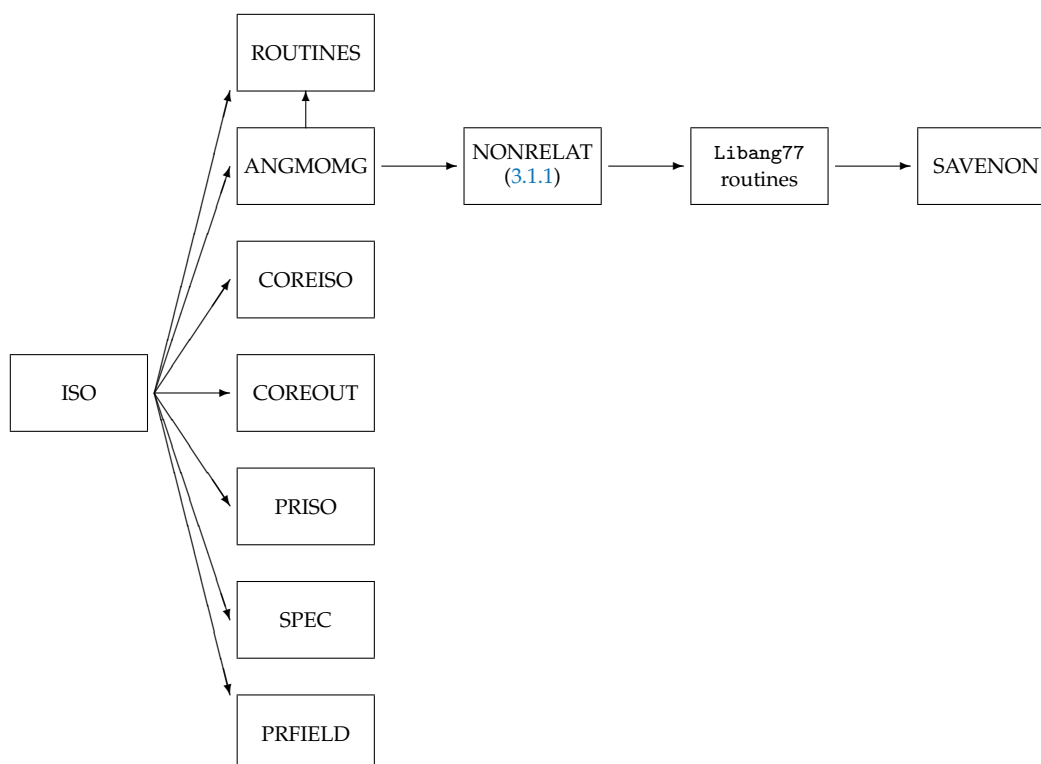 ROUTINES
ANGMOMG
NONRELAT
(3.1.1)
Libang77
routines
SAVENON
COREISO
ISO
COREOUT
PRISO
SPEC
PRFIELD